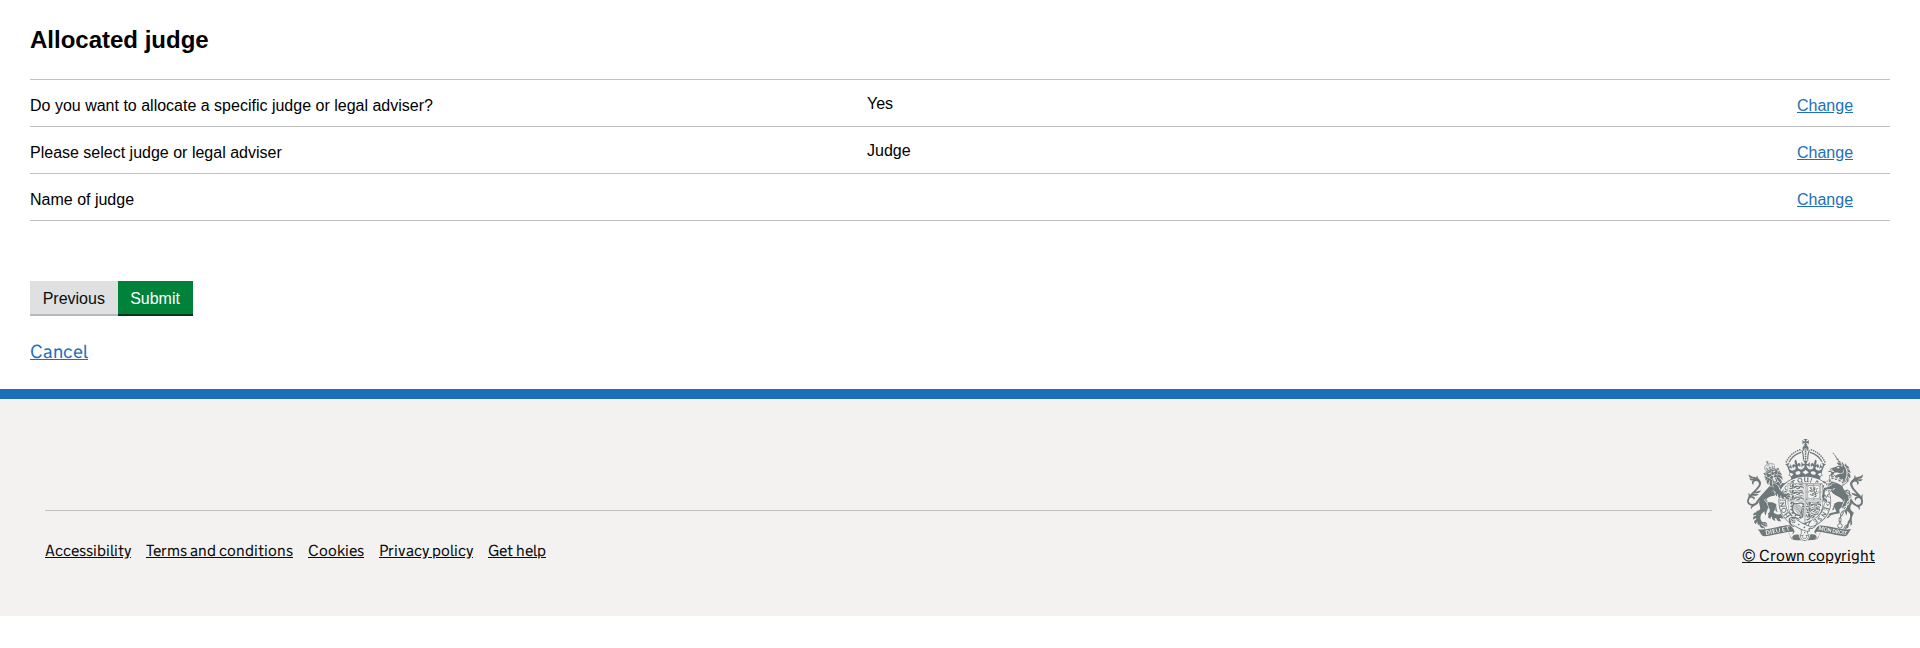 Allocated judge
Do you want to allocate a specific judge or legal adviser? Yes Change
Please select judge or legal adviser Judge Change
Name of judge Change
Previous Submit
Cancel
Accessibility Terms and conditions Cookies Privacy policy Get help
© Crown copyright